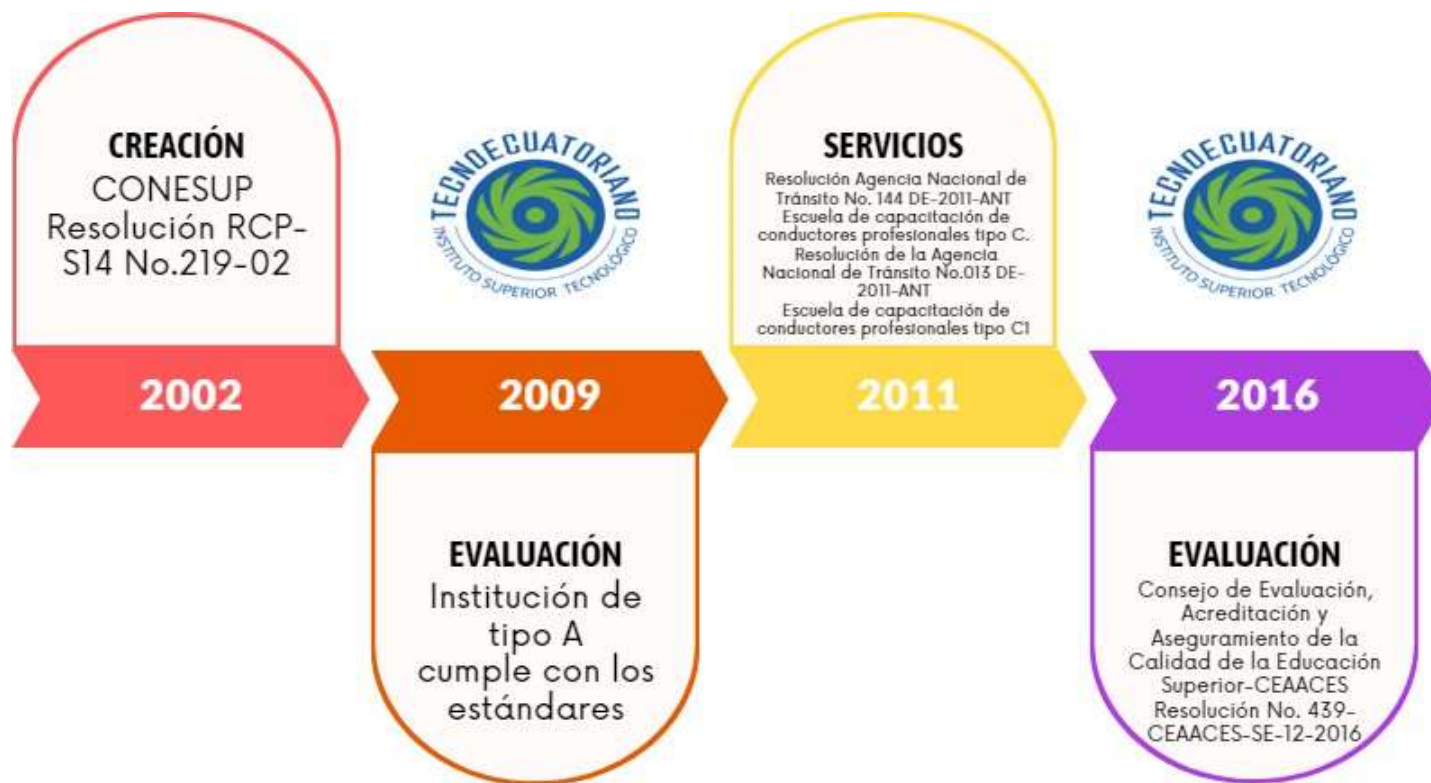 CREACIÓN
CONESUP
Resolución RCP-
S14 No.219-02
TECNOECUATORIANO
INSTITUTO SUPERIOR TECNOLÓGICO
SERVICIOS
Resolución Agencia Nacional de
Tránsito No. 144 DE-2011-ANT
Escuela de capacitación de
conductores profesionales tipo C.
Resolución de la Agencia
Nacional de Tránsito No.013 DE-
2011-ANT
Escuela de capacitación de
conductores profesionales tipo C1
TECNOECUATORIANO
INSTITUTO SUPERIOR TECNOLÓGICO
2002
2009
2011
2016
EVALUACIÓN
Institución de
tipo A
cumple con los
estándares
EVALUACIÓN
Consejo de Evaluación,
Acreditación y
Aseguramiento de la
Calidad de la Educación
Superior-CEAACES
Resolución No. 439-
CEAACES-SE-12-2016